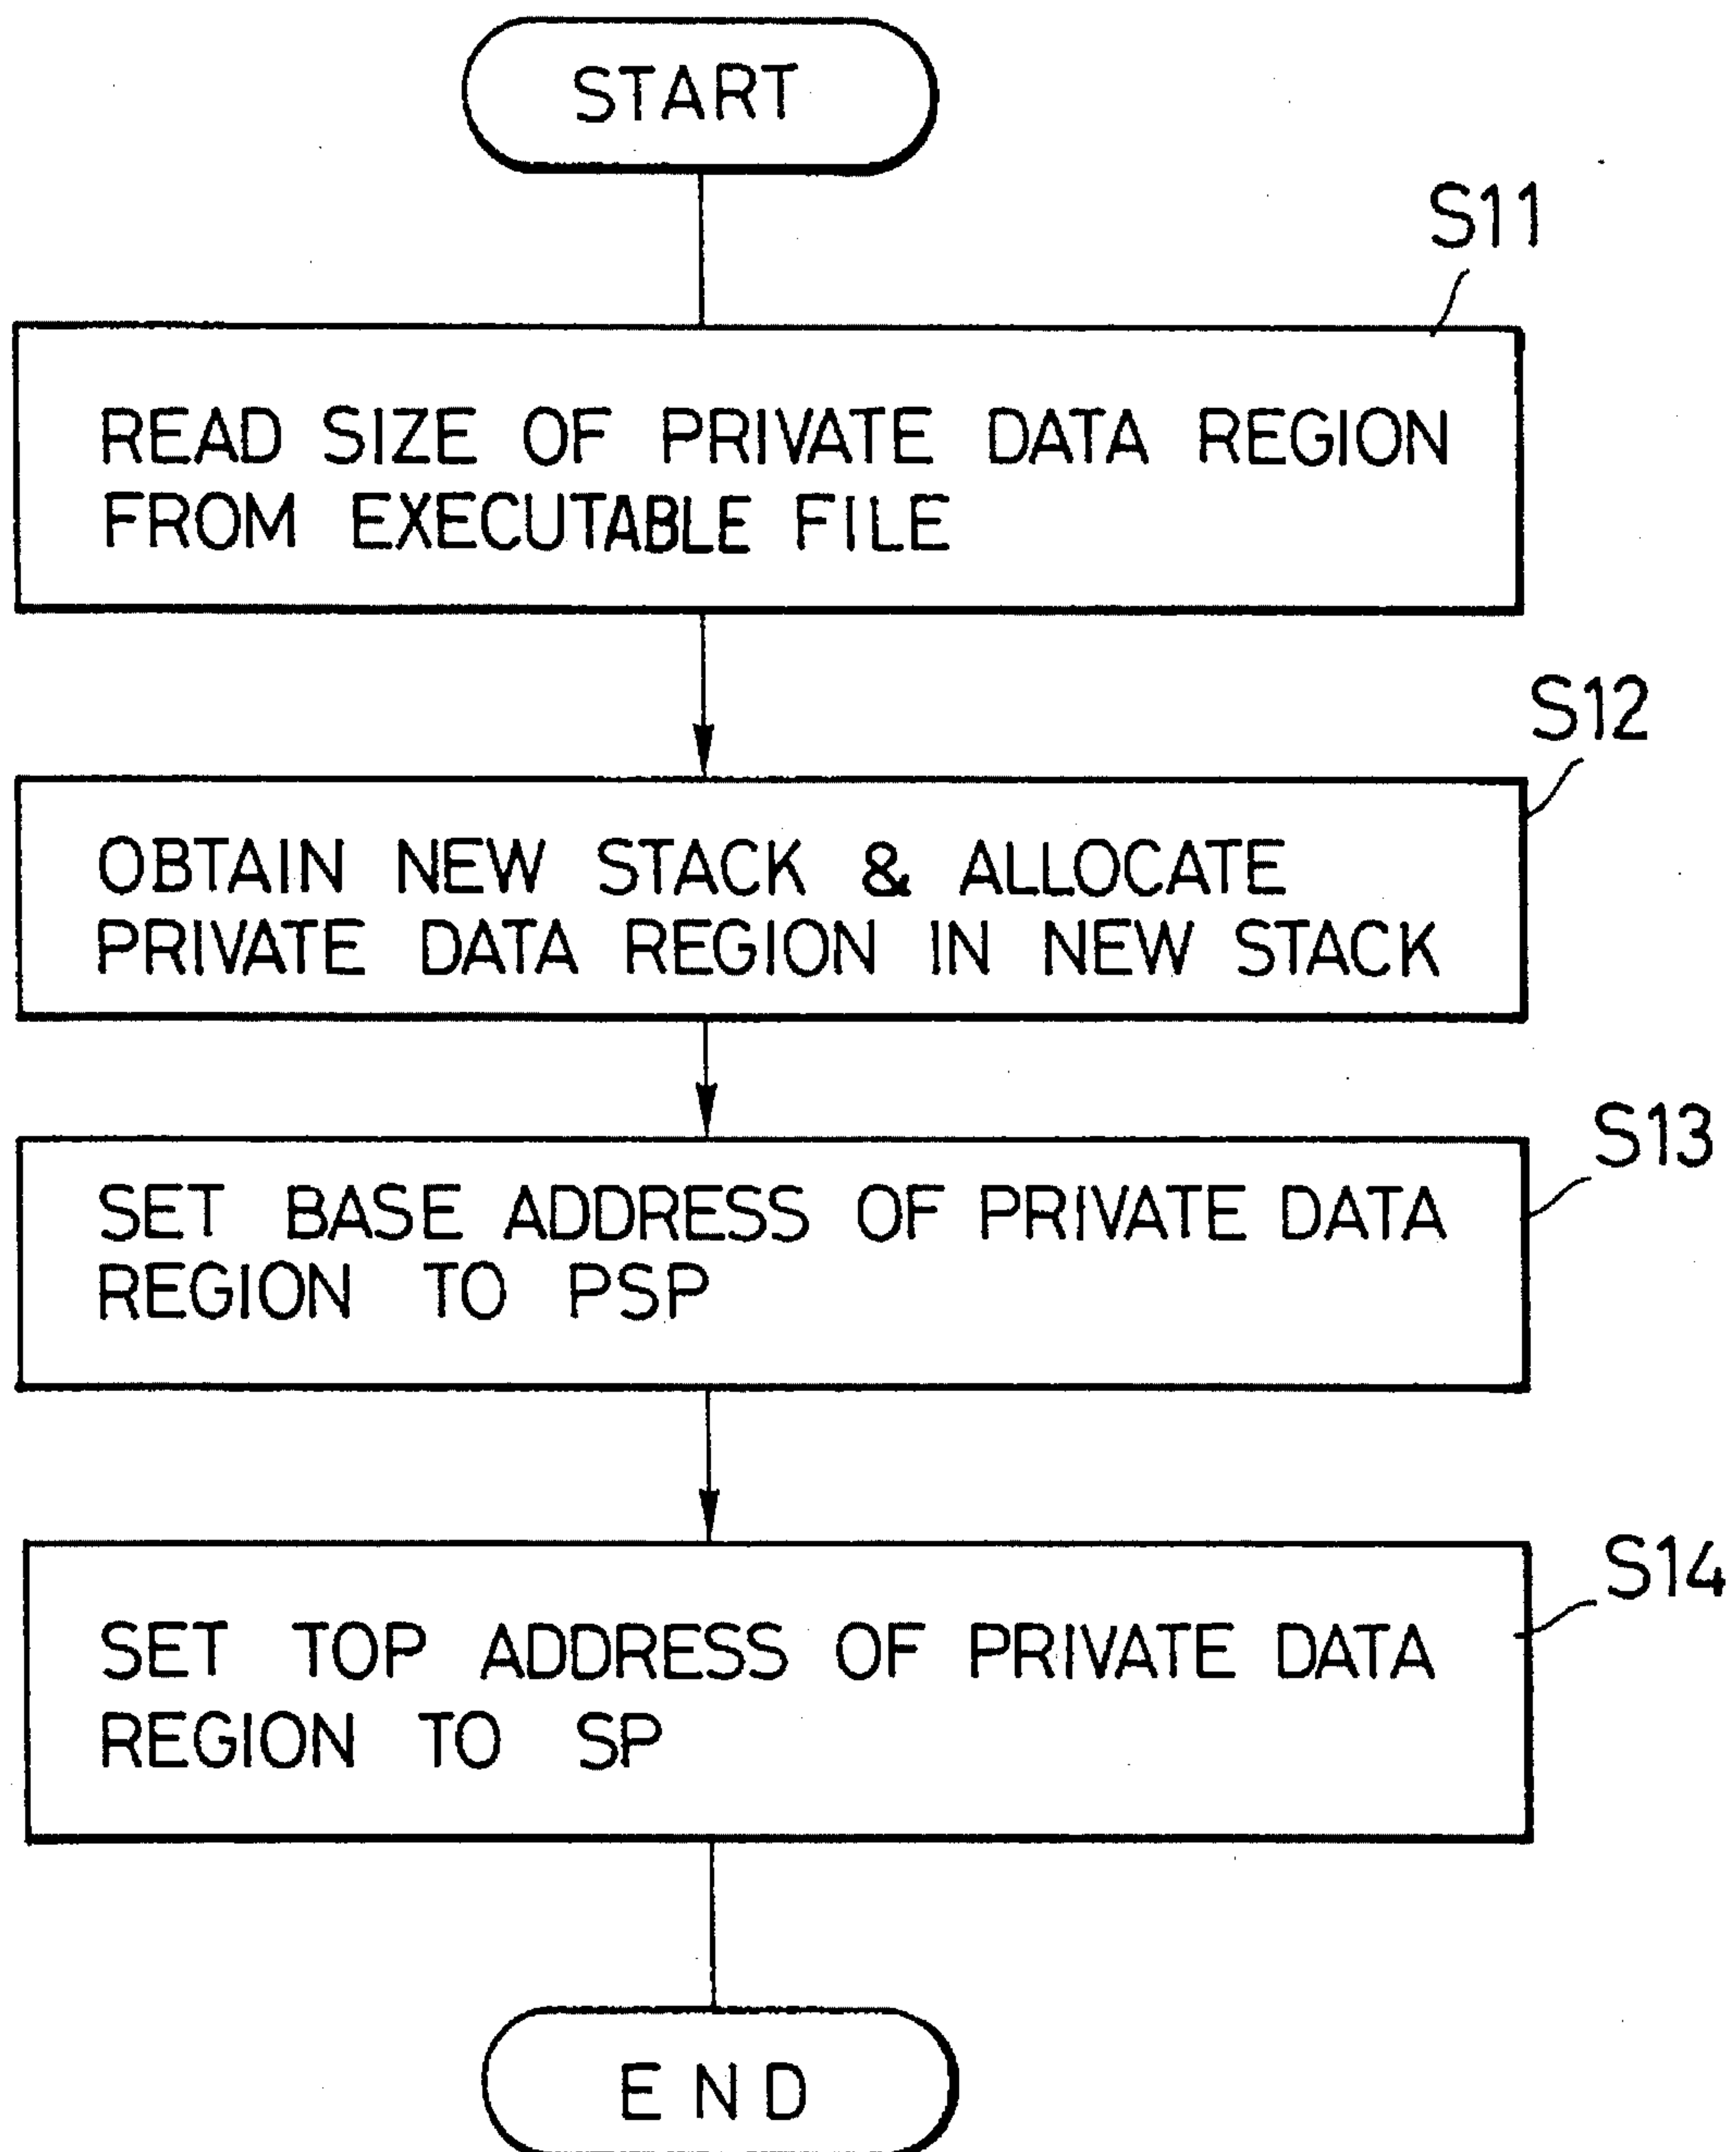 START
S11
READ SIZE OF PRIVATE DATA REGION
FROM EXECUTABLE FILE
S12
OBTAIN NEW STACK & ALLOCATE
PRIVATE DATA REGION IN NEW STACK
S13
SET BASE ADDRESS OF PRIVATE DATA
REGION TO PSP
S14
SET TOP ADDRESS OF PRIVATE DATA
REGION TO SP
END